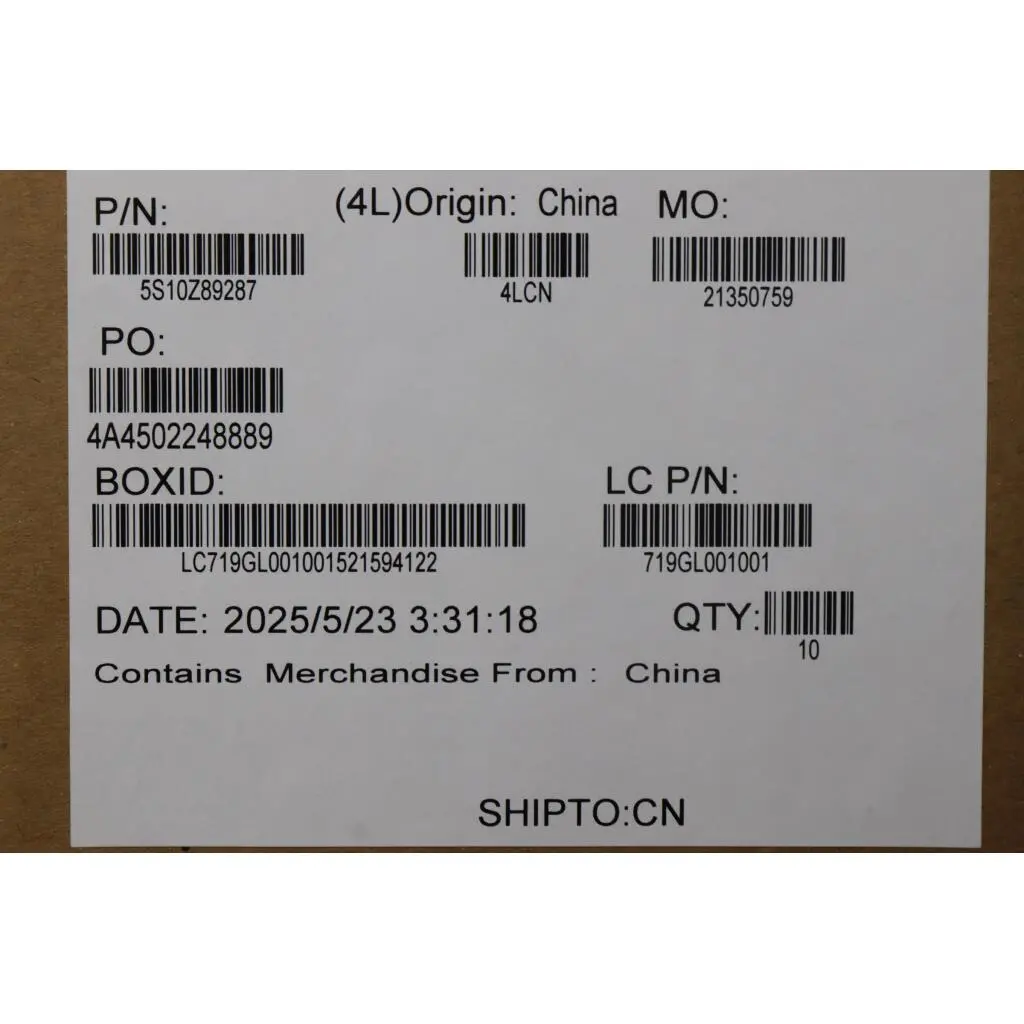 P/N: (4L)Origin: China MO:
5S10Z89287 4LCN 21350759
PO:
4A4502248889
BOXID: LC P/N:
LC719GL001001521594122 719GL001001
DATE: 2025/5/23 3:31:18 QTY:
10
Contains Merchandise From : China
SHIPTO:CN